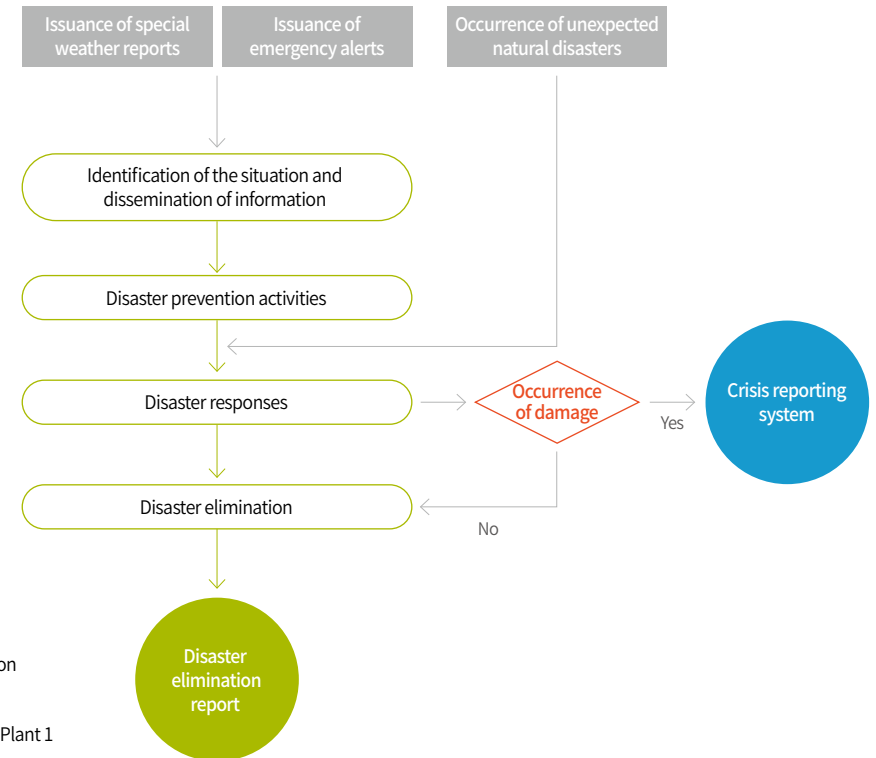 Issuance of special
weather reports
Issuance of
emergency alerts
Occurrence of unexpected
natural disasters
Identification of the situation and
dissemination of information
Disaster prevention activities
Disaster responses
Occurrence
of damage
Yes
Crisis reporting
system
Disaster elimination
No
Disaster
elimination
report
on
Plant 1